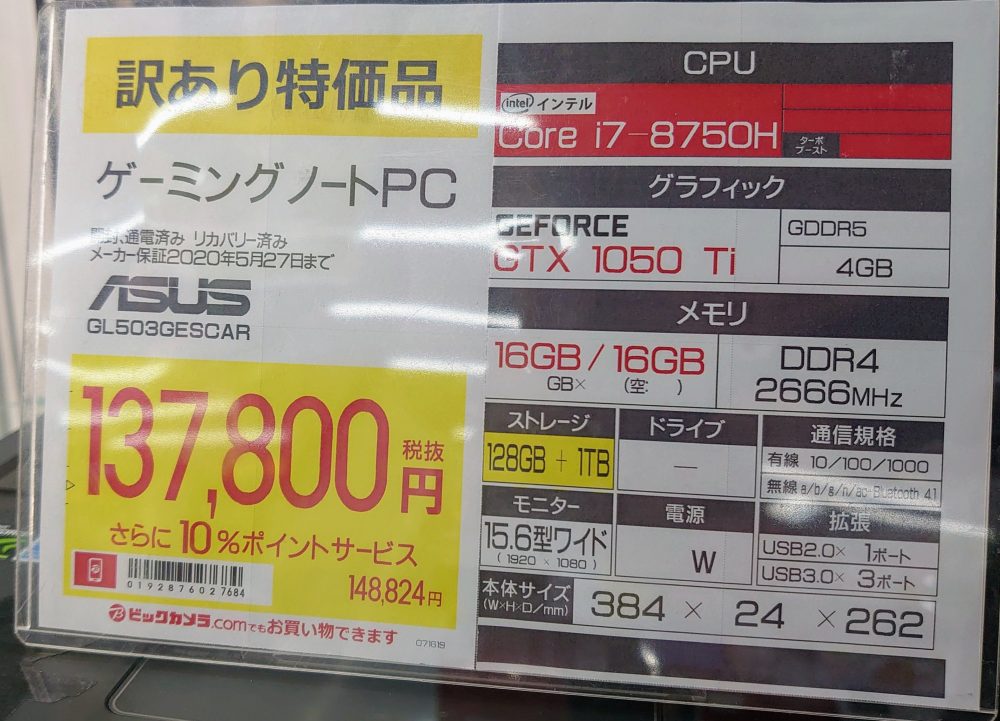 訳あり特価品
ゲーミングノートPC
開封、通電済み リカバリー済み
メーカー保証2020年5月27日まで
ASUS
GL503GESCAR
137,800 税抜 円
さらに10%ポイントサービス
0192876027684
148,824円
ビックカメラ.comでもお買い物できます
071619
CPU
intel インテル
Core i7-8750H
ターボ
ブースト
グラフィック
GEFORCE
GTX 1050 Ti
GDDR5
4GB
メモリ
16GB / 16GB
GB× (空: )
DDR4
2666MHz
ストレージ
128GB + 1TB
ドライブ
—
通信規格
有線 10/100/1000
無線 a/b/g/n/ac・Bluetooth 4.1
モニター
15.6型ワイド
(1920 × 1080)
電源
W
拡張
USB2.0× 1ポート
USB3.0× 3ポート
本体サイズ
(W×H×D/mm)
384 × 24 × 262